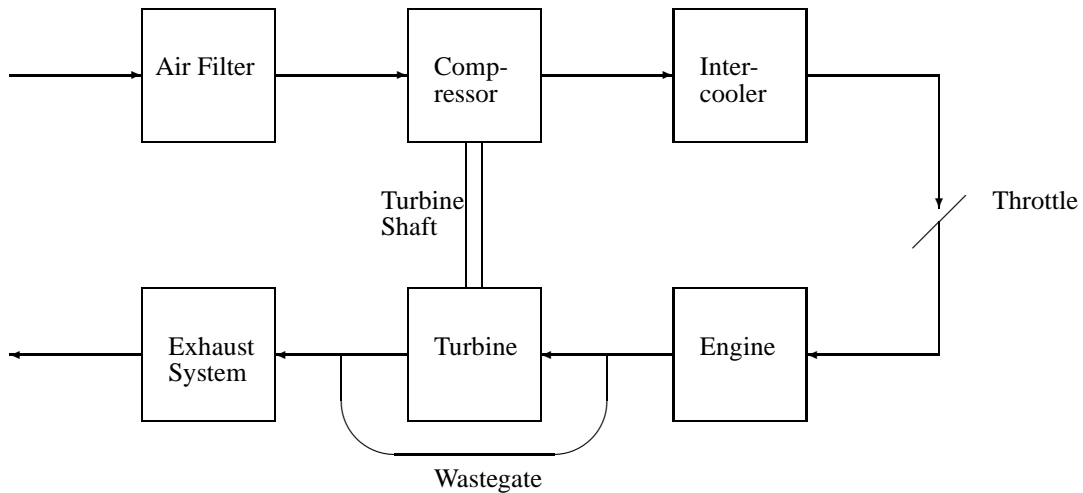 Air Filter
Comp-
ressor
Inter-
cooler
Turbine
Shaft
Throttle
Exhaust
System
Turbine
Engine
Wastegate